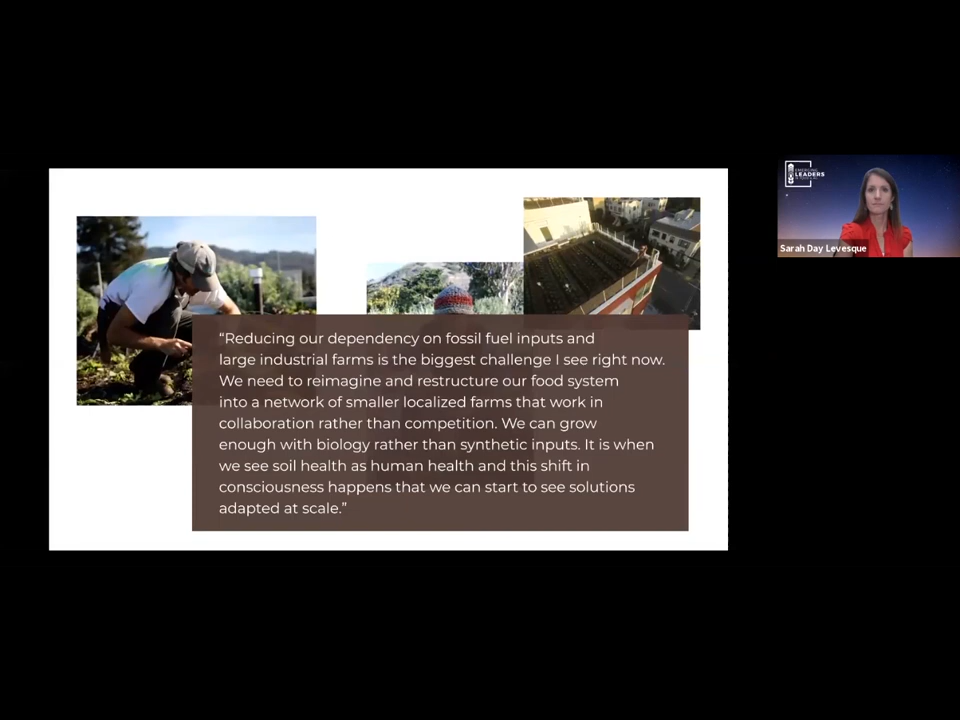 “Reducing our dependency on fossil fuel inputs and
large industrial farms is the biggest challenge I see right now.
We need to reimagine and restructure our food system
into a network of smaller localized farms that work in
collaboration rather than competition. We can grow
enough with biology rather than synthetic inputs. It is when
we see soil health as human health and this shift in
consciousness happens that we can start to see solutions
adapted at scale.”
LEADERS
Sarah Day Levesque